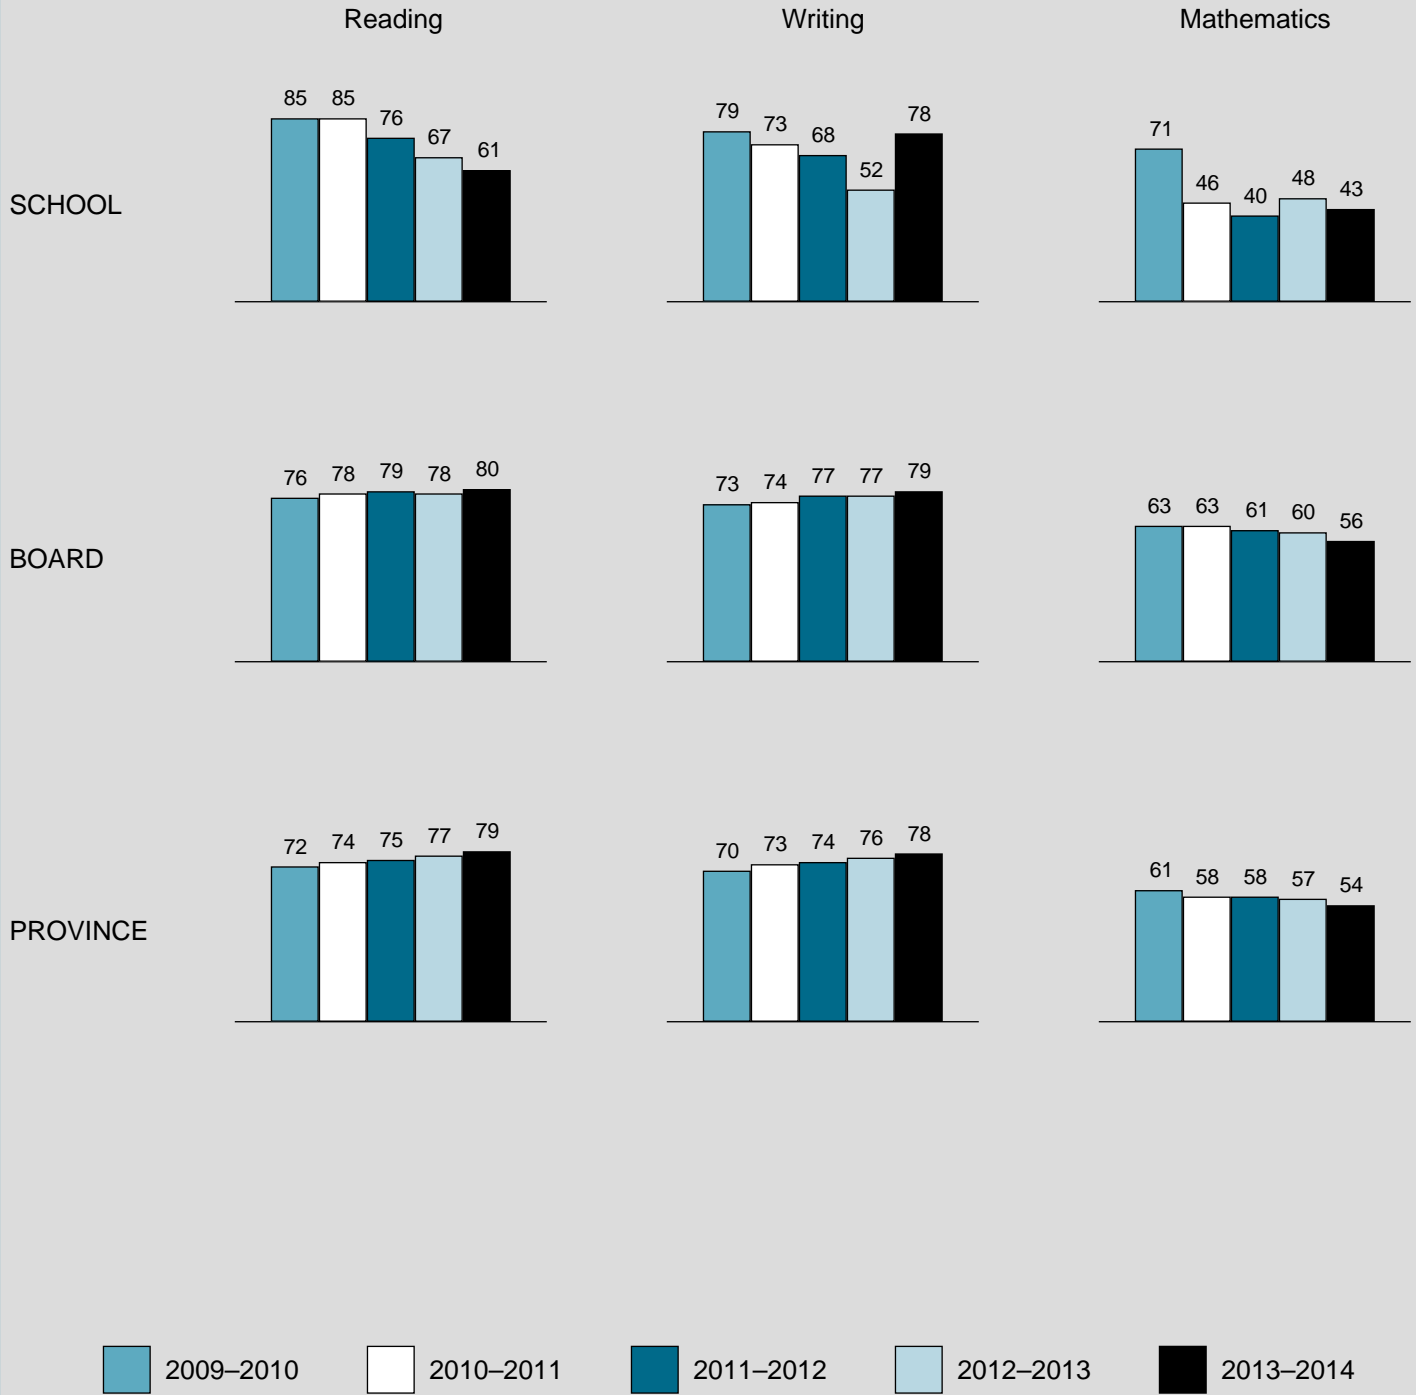 Reading Writing Mathematics
SCHOOL
85 85 76 67 61
79 73 68 52 78
71 46 40 48 43
BOARD
76 78 79 78 80
73 74 77 77 79
63 63 61 60 56
PROVINCE
72 74 75 77 79
70 73 74 76 78
61 58 58 57 54
2009–2010 2010–2011 2011–2012 2012–2013 2013–2014